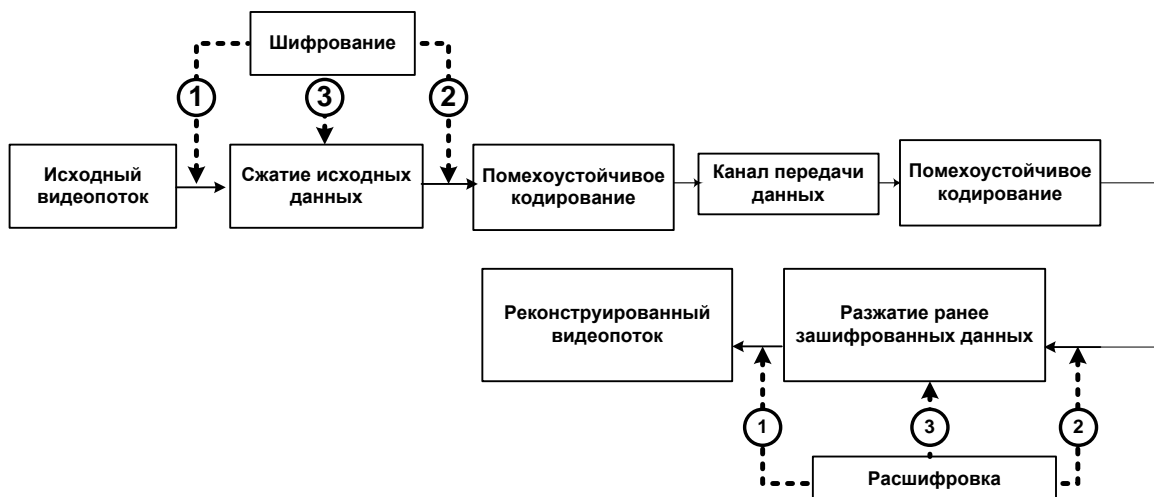 Шифрование
1
3
2
Исходный
видеопоток
Сжатие исходных
данных
Помехоустойчивое
кодирование
Канал передачи
данных
Помехоустойчивое
кодирование
Реконструированный
видеопоток
Разжатие ранее
зашифрованных данных
1
3
2
Расшифровка